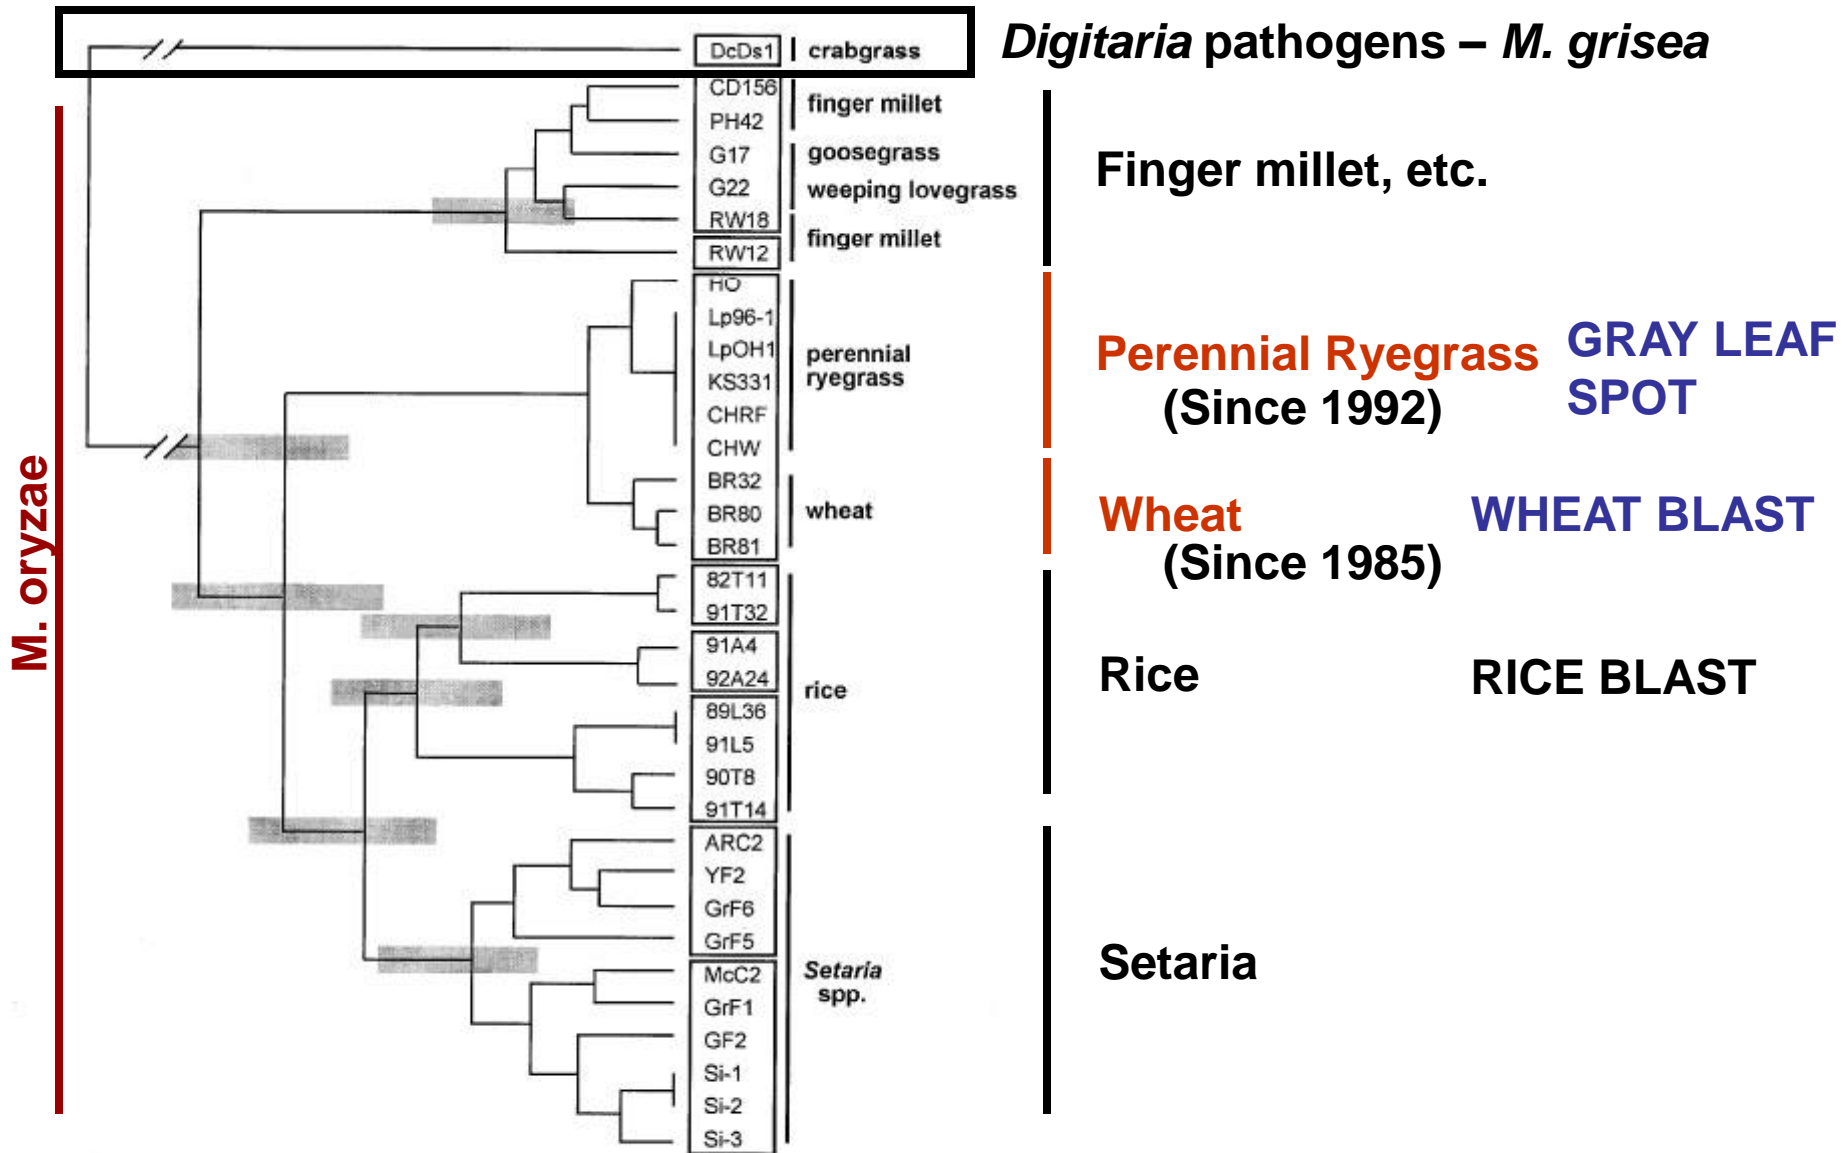 DcDs1 crabgrass
Digitaria pathogens – M. grisea
CD156
finger millet
PH42
G17
goosegrass
G22
weeping lovegrass
RW18
finger millet
RW12
Finger millet, etc.
HO
Lp96-1
LpOH1
perennial
ryegrass
KS331
CHRF
CHW
Perennial Ryegrass
(Since 1992)
GRAY LEAF
SPOT
BR32
BR80
wheat
BR81
Wheat
(Since 1985)
WHEAT BLAST
82T11
91T32
91A4
92A24
rice
89L36
91L5
90T8
91T14
Rice
RICE BLAST
ARC2
YF2
GrF6
GrF5
McC2
Setaria
spp.
GrF1
GF2
Si-1
Si-2
Si-3
Setaria
M. oryzae